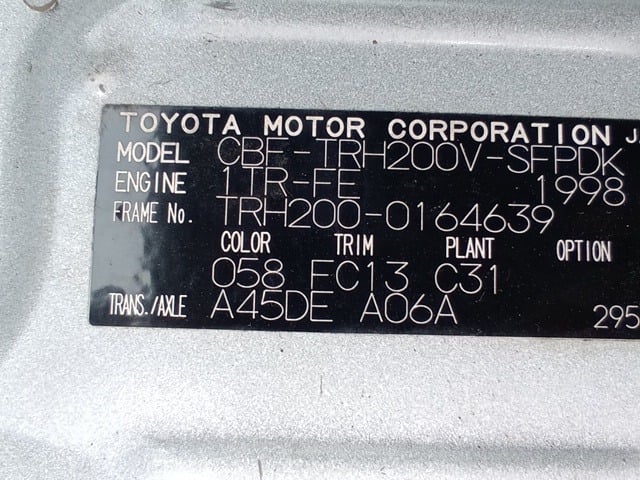 TOYOTA MOTOR CORPORATION
MODEL CBF-TRH200V-SFPDK
ENGINE 1TR-FE 1998
FRAME No. TRH200-0164639
COLOR TRIM PLANT OPTION
058 FC13 C31
TRANS./AXLE A45DE A06A 295